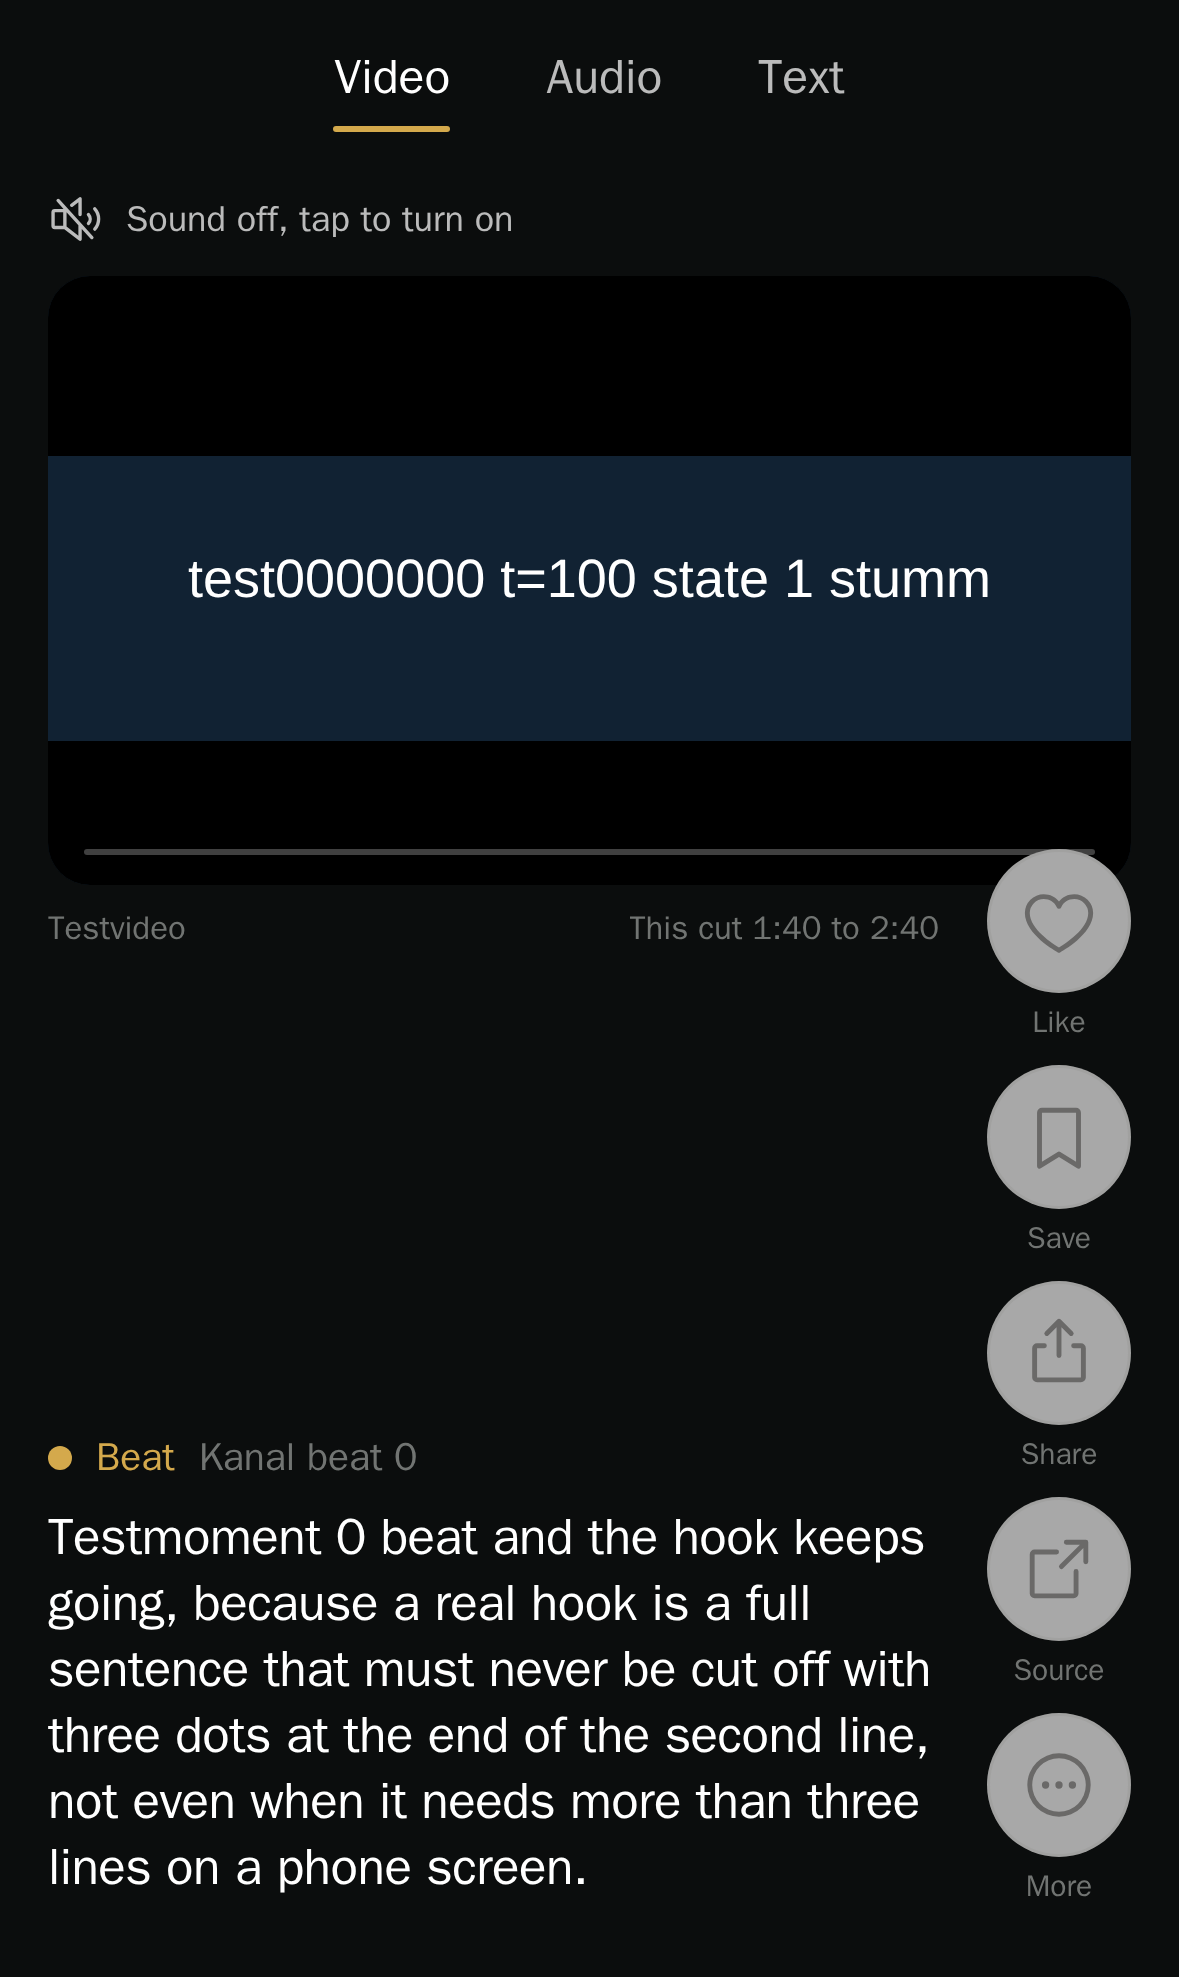 Video Audio Text
Sound off, tap to turn on
test0000000 t=100 state 1 stumm
Testvideo
This cut 1:40 to 2:40
Like
Save
Share
Source
More
Beat Kanal beat 0
Testmoment 0 beat and the hook keeps
going, because a real hook is a full
sentence that must never be cut off with
three dots at the end of the second line,
not even when it needs more than three
lines on a phone screen.